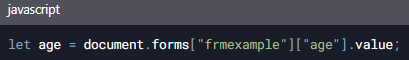 javascript
let age = document.forms["frmexample"]["age"].value;